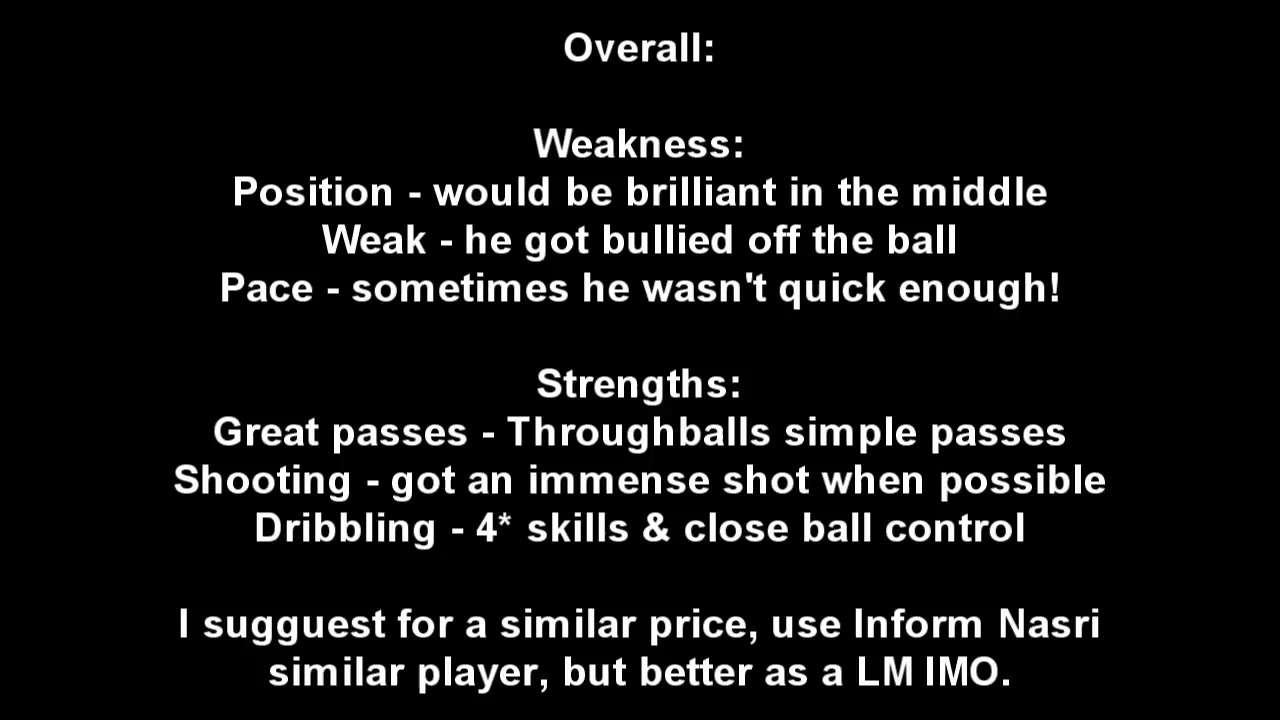 Overall:
Weakness:
Position - would be brilliant in the middle
Weak - he got bullied off the ball
Pace - sometimes he wasn't quick enough!
Strengths:
Great passes - Throughballs simple passes
Shooting - got an immense shot when possible
Dribbling - 4* skills & close ball control
I sugguest for a similar price, use Inform Nasri
similar player, but better as a LM IMO.